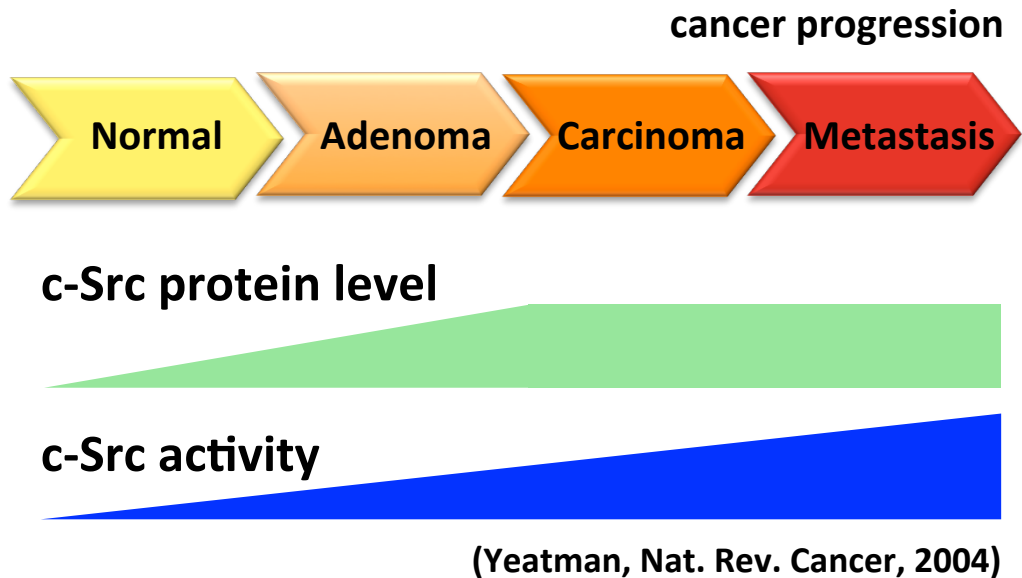 cancer progression
Normal
Adenoma
Carcinoma
Metastasis
c-Src protein level
c-Src activity
(Yeatman, Nat. Rev. Cancer, 2004)